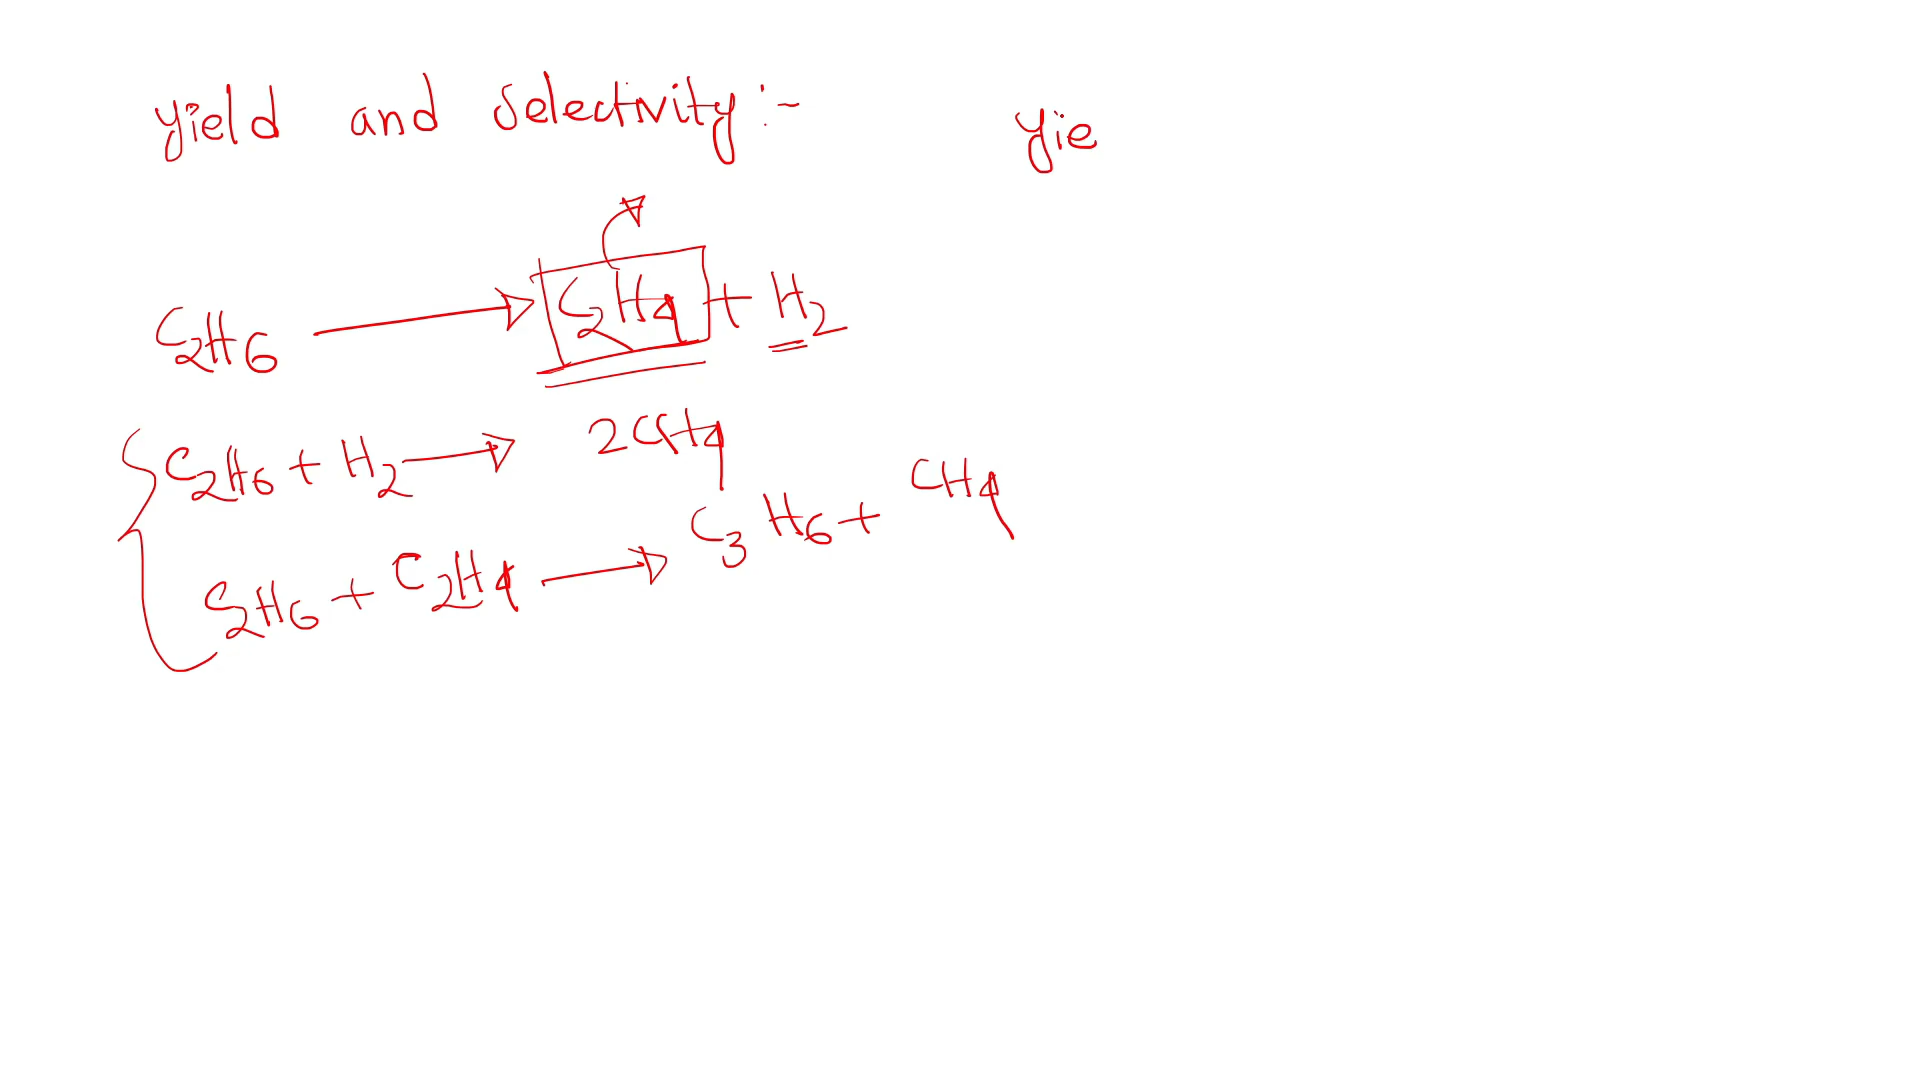 yield and selectivity :- yie
C2H6 → C2H4 + H2
C2H6 + H2 → 2CH4
C2H6 + C2H4 → C3H6 + CH4